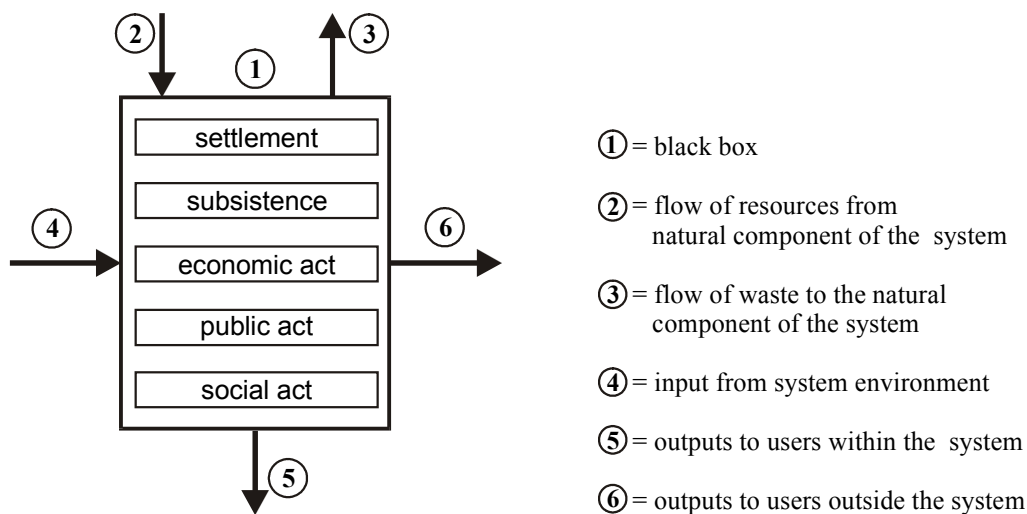 2
3
1
settlement
subsistence
4
6
economic act
public act
social act
5
1 = black box
2 = flow of resources from
natural component of the system
3 = flow of waste to the natural
component of the system
4 = input from system environment
5 = outputs to users within the system
6 = outputs to users outside the system